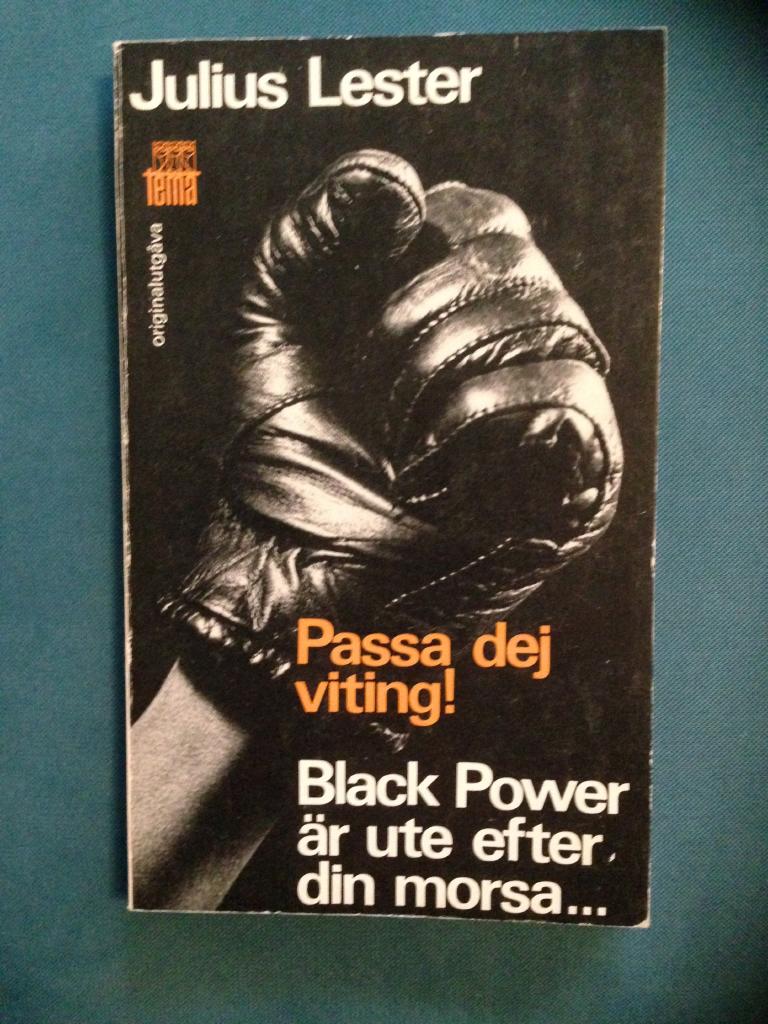 Julius Lester
tema
originalutgåva
Passa dej
viting!
Black Power
är ute efter
din morsa...